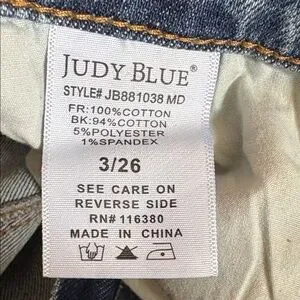 JUDY BLUE®
STYLE# JB881038 MD
FR:100%COTTON
BK:94%COTTON
5%POLYESTER
1%SPANDEX
3/26
SEE CARE ON
REVERSE SIDE
RN# 116380
MADE IN CHINA